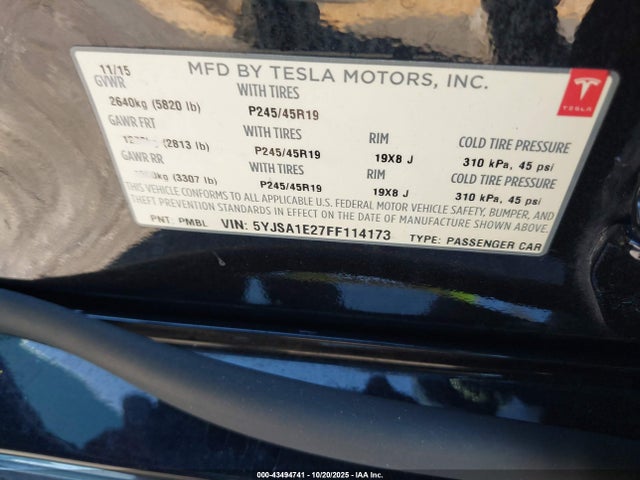 11/15 MFD BY TESLA MOTORS, INC.
GVWR WITH TIRES
2640kg (5820 lb) P245/45R19
GAWR FRT WITH TIRES RIM COLD TIRE PRESSURE
(2813 lb) P245/45R19 19X8 J 310 kPa, 45 psi
GAWR RR WITH TIRES RIM COLD TIRE PRESSURE
(3307 lb) P245/45R19 19X8 J 310 kPa, 45 psi
THIS VEHICLE CONFORMS TO ALL APPLICABLE U.S. FEDERAL MOTOR VEHICLE SAFETY, BUMPER, AND
THEFT PREVENTION STANDARDS IN EFFECT ON THE DATE OF MANUFACTURE SHOWN ABOVE.
PNT: PMBL VIN: 5YJSA1E27FF114173 TYPE: PASSENGER CAR
TESLA
000-43494741 - 10/20/2025 - IAA Inc.